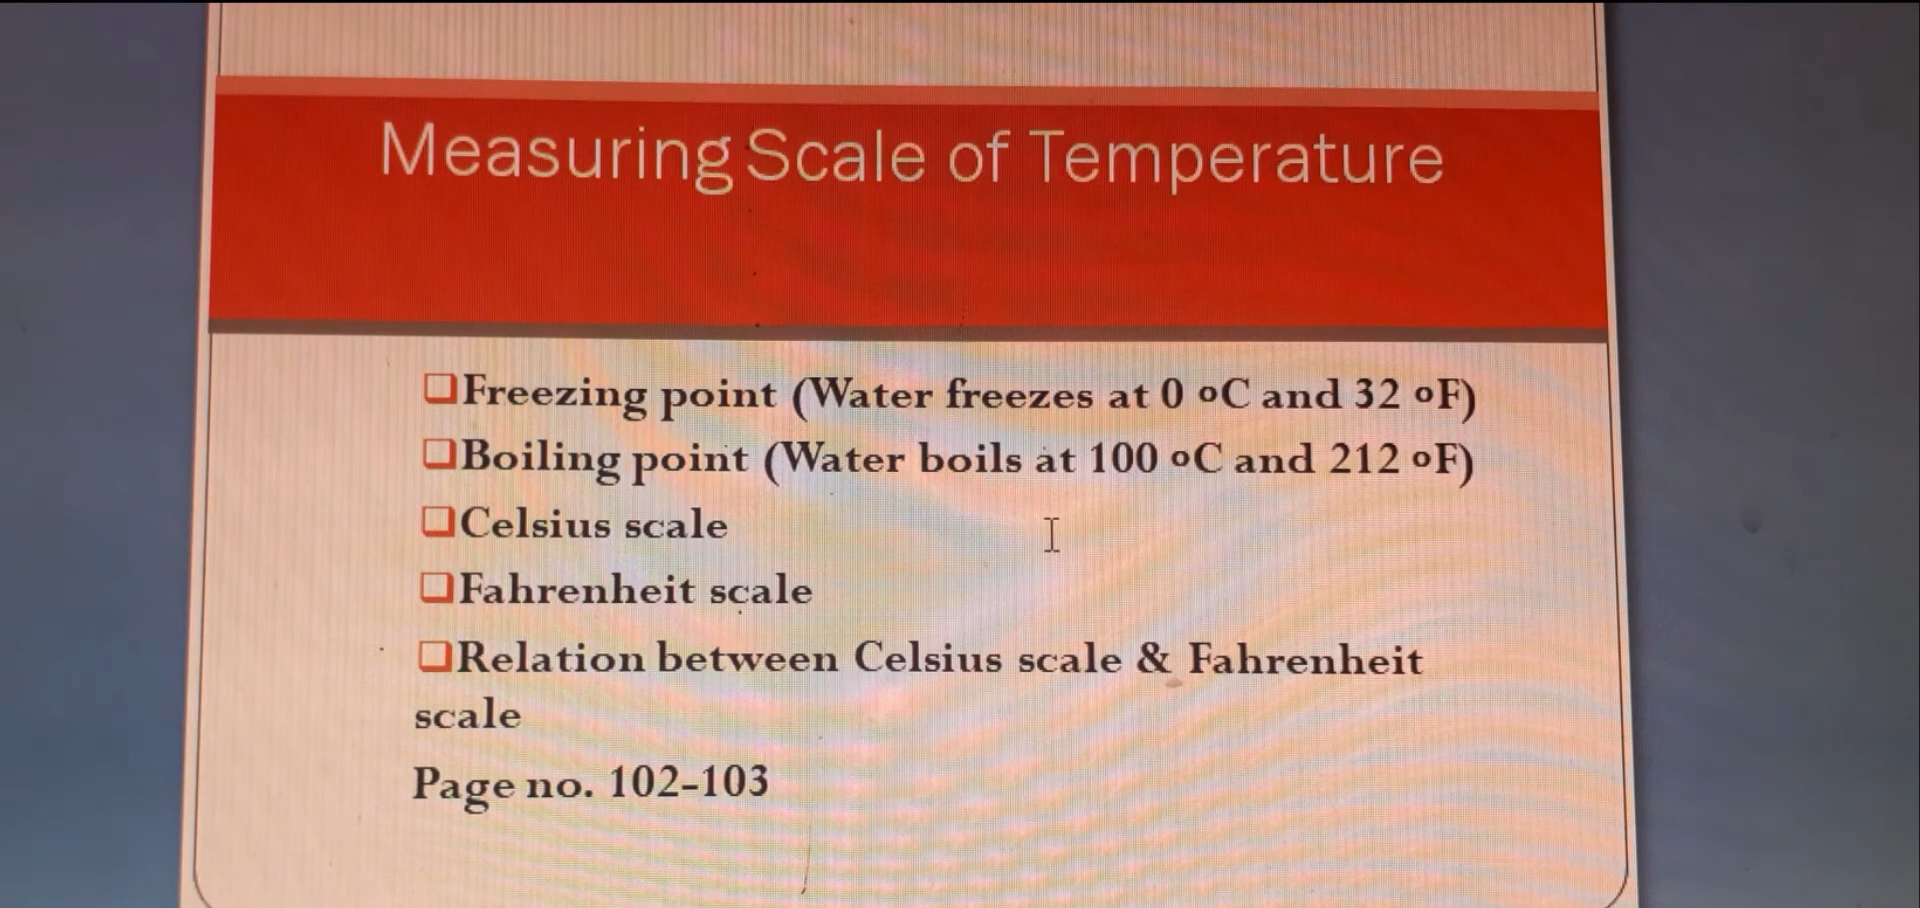 Measuring Scale of Temperature
❑Freezing point (Water freezes at 0 oC and 32 oF)
❑Boiling point (Water boils at 100 oC and 212 oF)
❑Celsius scale
❑Fahrenheit scale
❑Relation between Celsius scale & Fahrenheit
scale
Page no. 102-103